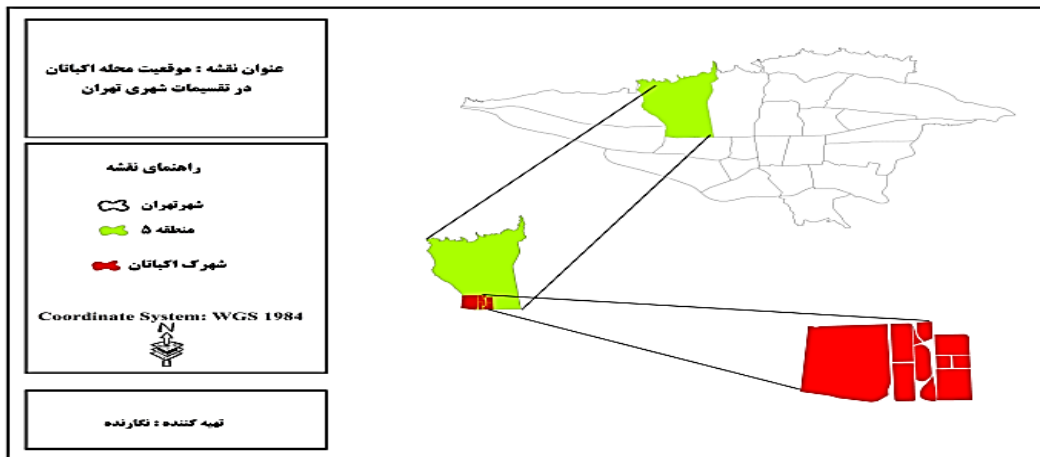 عنوان نقشه : موقعیت محله اکباتان
در تقسیمات شهری تهران
راهنمای نقشه
شهرتهران
منطقه ۵
شهرک اکباتان
Coordinate System: WGS 1984
N
تهیه کننده : نگارنده